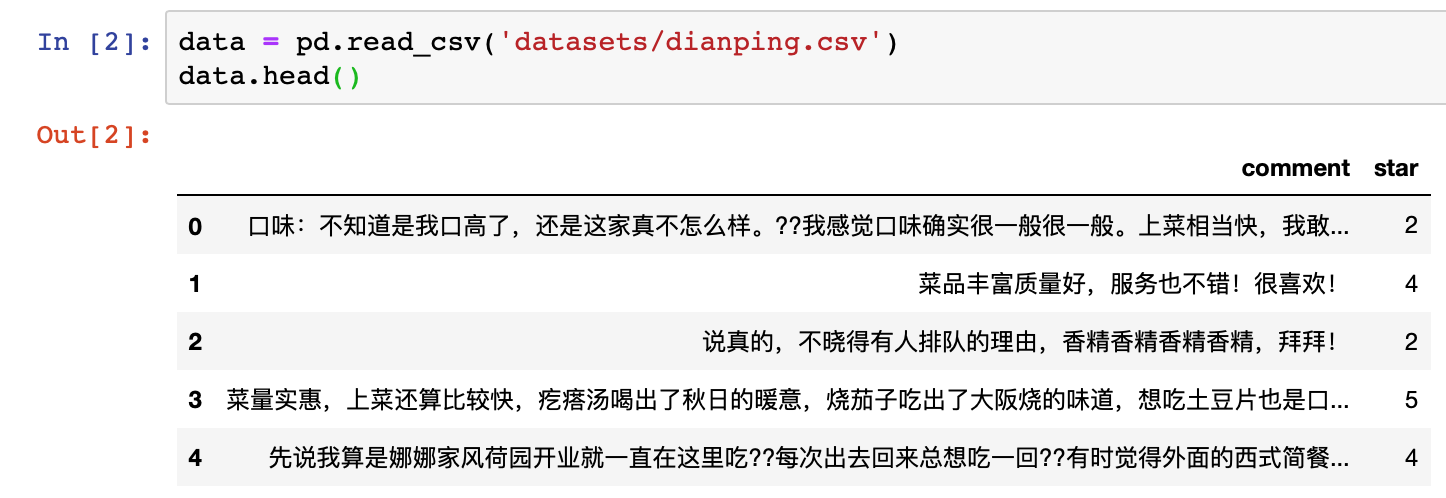 In [2]: data = pd.read_csv('datasets/dianping.csv')
data.head()
Out[2]:
comment star
0 口味：不知道是我口高了，还是这家真不怎么样。??我感觉口味确实很一般很一般。上菜相当快，我敢... 2
1 菜品丰富质量好，服务也不错！很喜欢！ 4
2 说真的，不晓得有人排队的理由，香精香精香精香精，拜拜！ 2
3 菜量实惠，上菜还算比较快，疙瘩汤喝出了秋日的暖意，烧茄子吃出了大阪烧的味道，想吃土豆片也是口... 5
4 先说我算是娜娜家风荷园开业就一直在这里吃??每次出去回来总想吃一回??有时觉得外面的西式简餐... 4